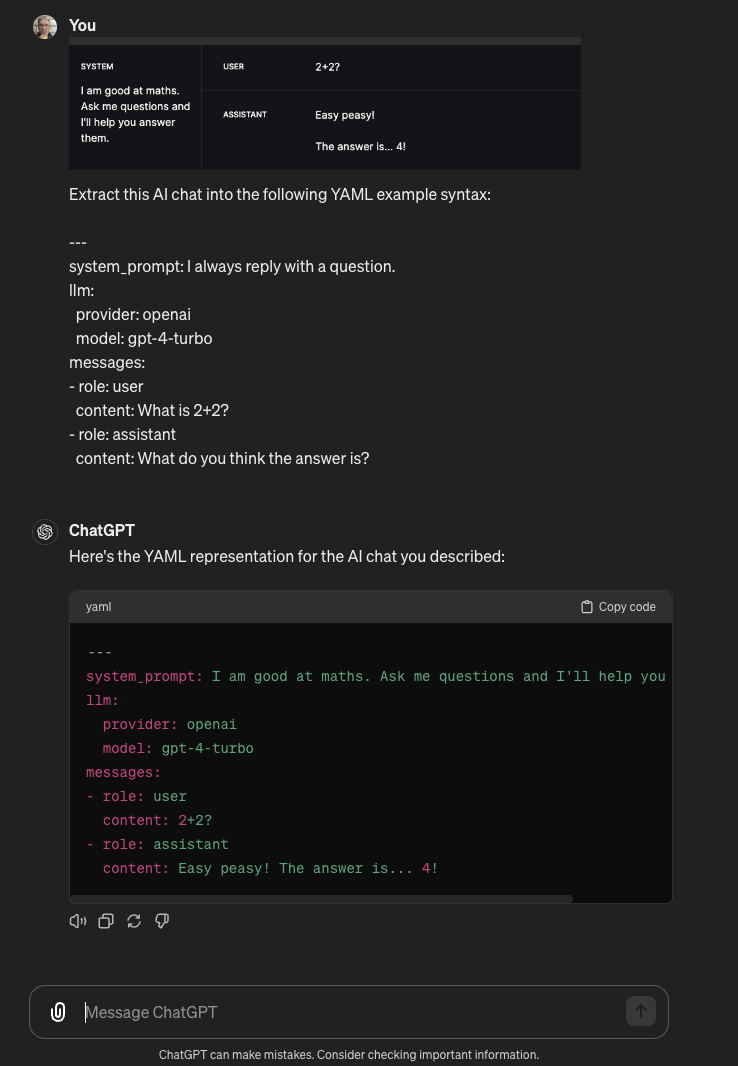 You
SYSTEM
I am good at maths.
Ask me questions and
I'll help you answer
them.
USER
2+2?
ASSISTANT
Easy peasy!
The answer is... 4!
Extract this AI chat into the following YAML example syntax:
---
system_prompt: I always reply with a question.
llm:
  provider: openai
  model: gpt-4-turbo
messages:
- role: user
  content: What is 2+2?
- role: assistant
  content: What do you think the answer is?
ChatGPT
Here's the YAML representation for the AI chat you described:
yaml
Copy code
---
system_prompt: I am good at maths. Ask me questions and I'll help you
llm:
  provider: openai
  model: gpt-4-turbo
messages:
- role: user
  content: 2+2?
- role: assistant
  content: Easy peasy! The answer is... 4!
Message ChatGPT
ChatGPT can make mistakes. Consider checking important information.